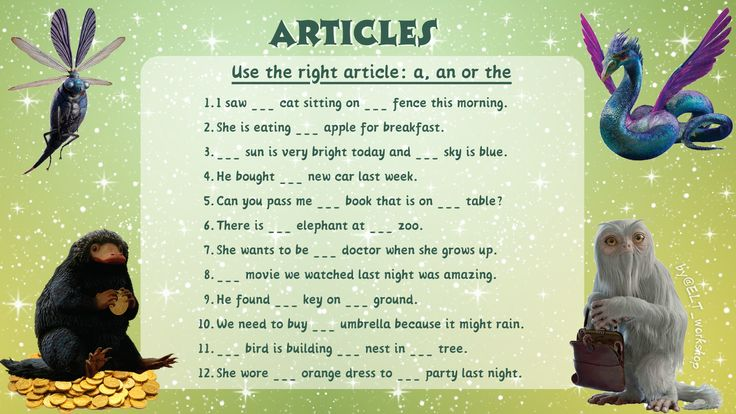 ARTICLES
Use the right article: a, an or the
1. I saw ___ cat sitting on ___ fence this morning.
2. She is eating ___ apple for breakfast.
3. ___ sun is very bright today and ___ sky is blue.
4. He bought ___ new car last week.
5. Can you pass me ___ book that is on ___ table?
6. There is ___ elephant at ___ zoo.
7. She wants to be ___ doctor when she grows up.
8. ___ movie we watched last night was amazing.
9. He found ___ key on ___ ground.
10. We need to buy ___ umbrella because it might rain.
11. ___ bird is building ___ nest in ___ tree.
12. She wore ___ orange dress to ___ party last night.
by@ELT_workshop